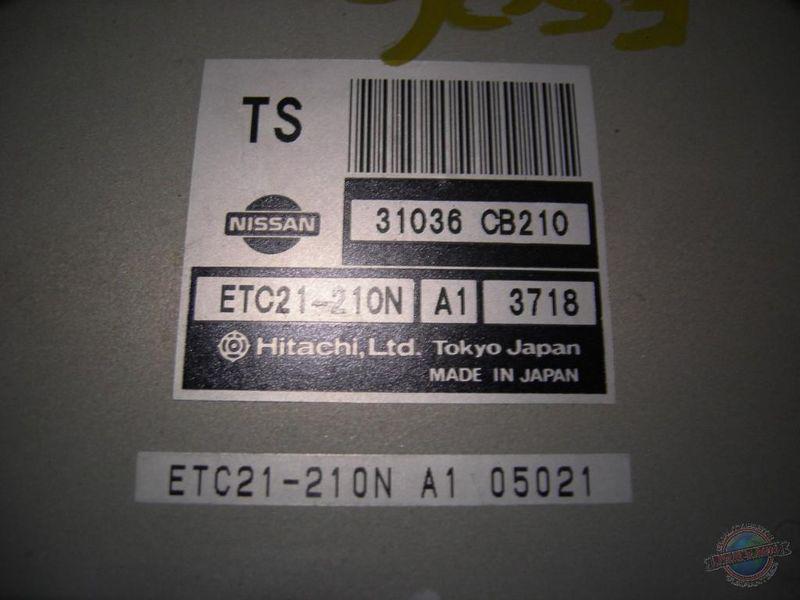 TS
NISSAN
31036 CB210
ETC21-210N A1 3718
Hitachi, Ltd. Tokyo Japan
MADE IN JAPAN
ETC21-210N A1 05021